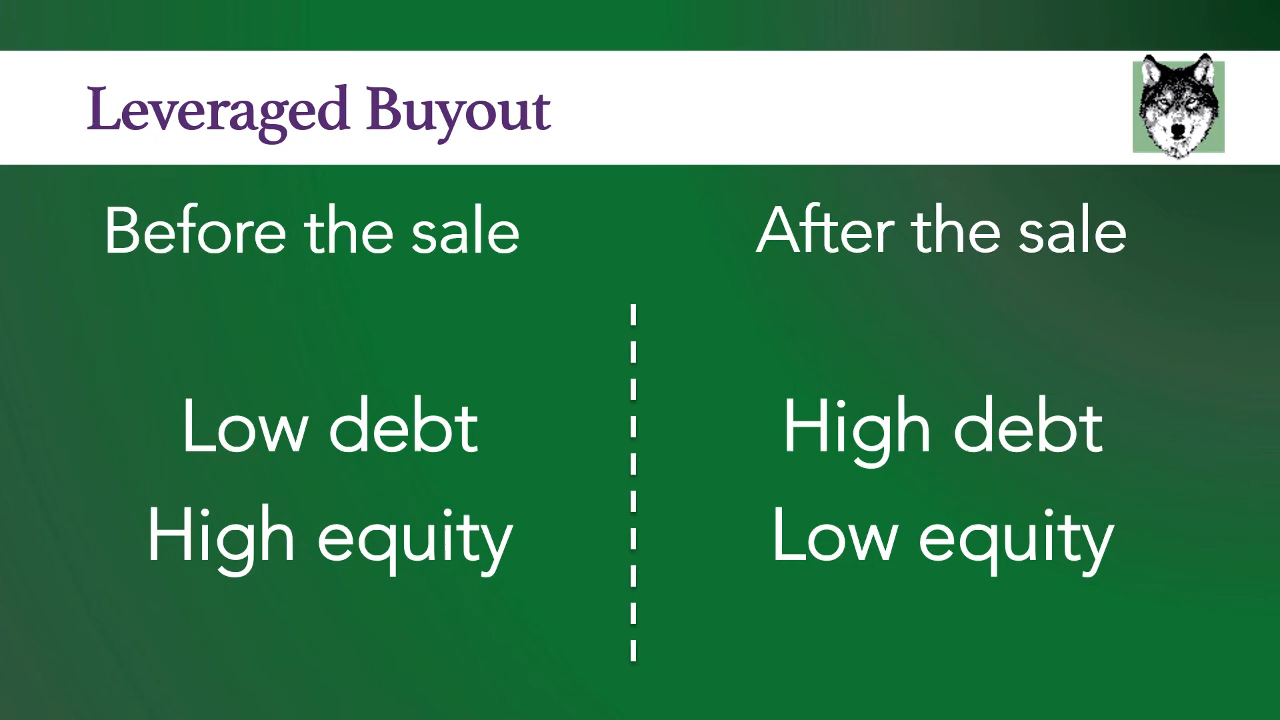 Leveraged Buyout
Before the sale
After the sale
Low debt
High debt
High equity
Low equity